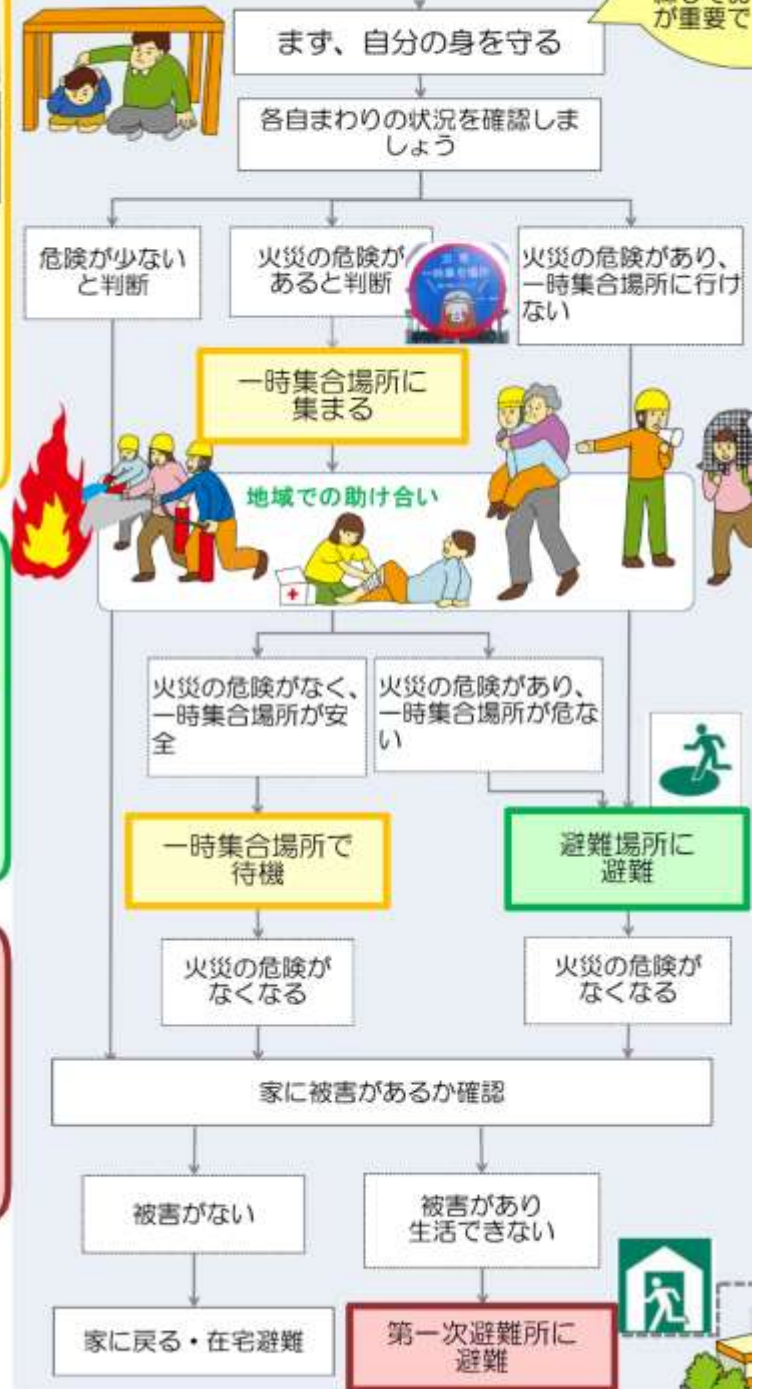 が重要で
まず、自分の身を守る
各自まわりの状況を確認しま
しょう
危険が少ない
と判断
火災の危険が
あると判断
一時集合場所
火災の危険があり、
一時集合場所に行け
ない
一時集合場所に
集まる
地域での助け合い
火災の危険がなく、
一時集合場所が安
全
火災の危険があり、
一時集合場所が危な
い
一時集合場所で
待機
避難場所に
避難
火災の危険が
なくなる
火災の危険が
なくなる
家に被害があるか確認
被害がない
被害があり
生活できない
家に戻る・在宅避難
第一次避難所に
避難